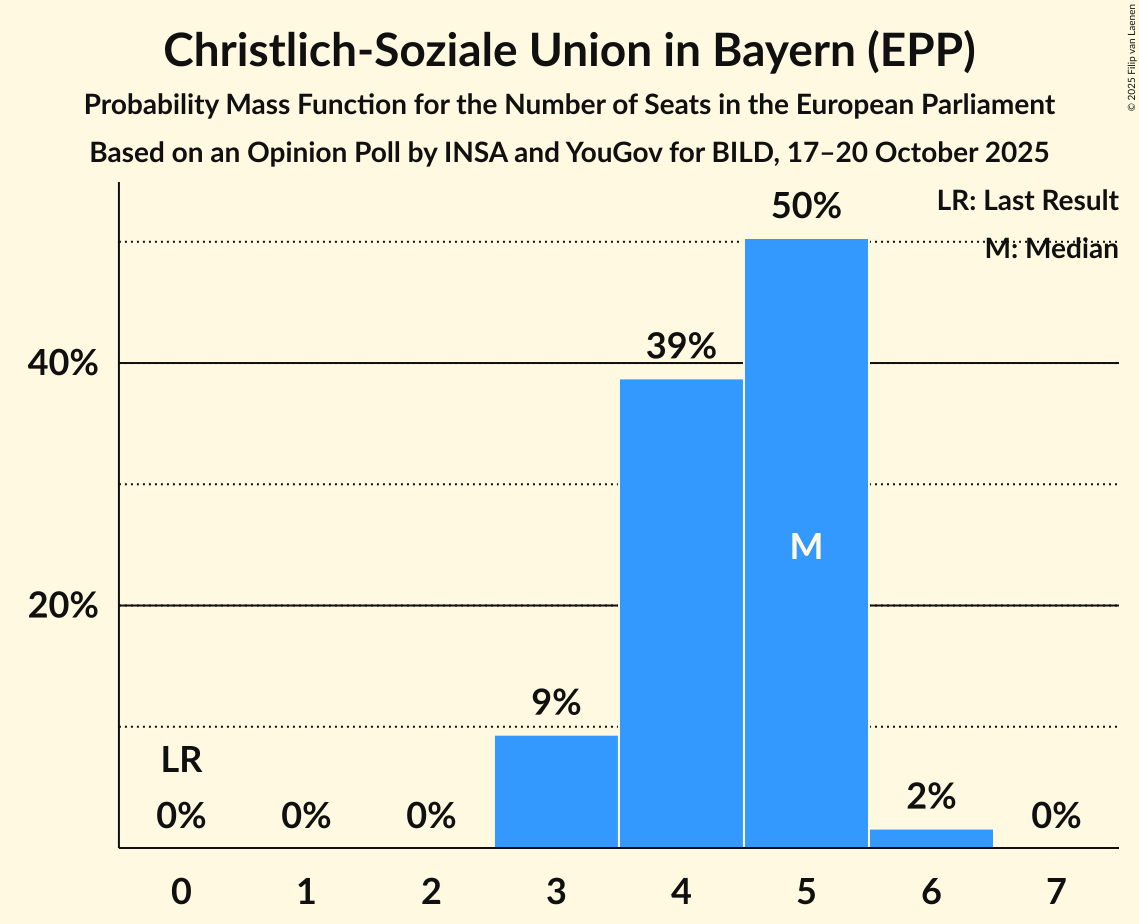 Christlich-Soziale Union in Bayern (EPP)
Probability Mass Function for the Number of Seats in the European Parliament
Based on an Opinion Poll by INSA and YouGov for BILD, 17–20 October 2025
© 2025 Filip van Laenen
LR: Last Result
M: Median
50%
40%
39%
M
20%
9%
LR
0%
0%
0%
2%
0%
0 1 2 3 4 5 6 7